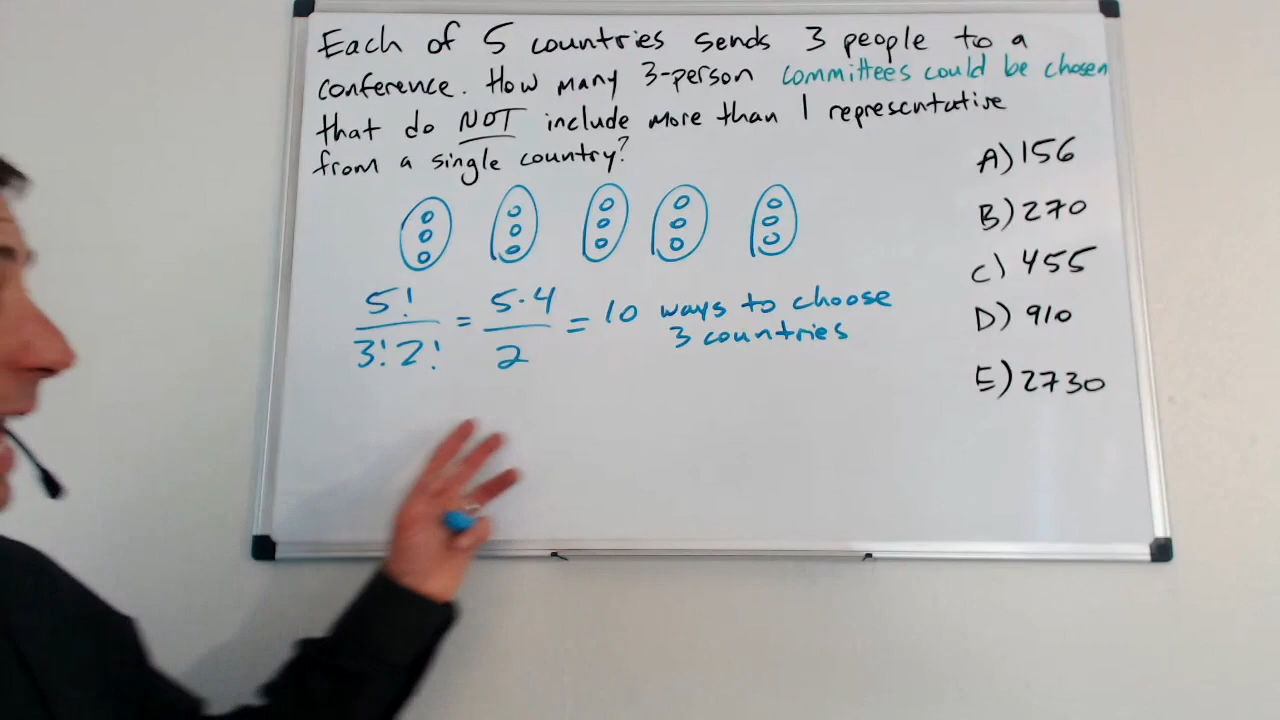 Each of 5 countries sends 3 people to a
conference. How many 3-person committees could be chosen
that do NOT include more than 1 representative
from a single country?
A) 156
B) 270
C) 455
D) 910
E) 2730
5! / 3!2! = 5·4 / 2 = 10 ways to choose
3 countries